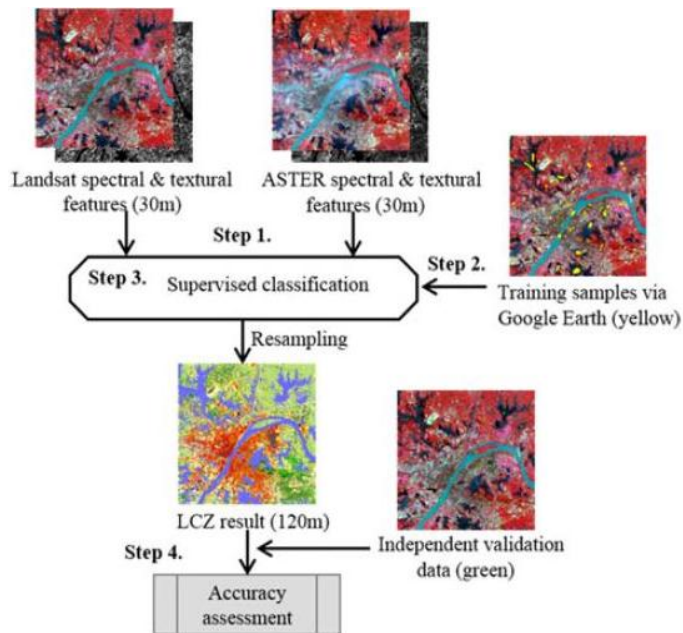 Landsat spectral & textural
features (30m)
ASTER spectral & textural
features (30m)
Step 1.
Step 2.
Training samples via
Google Earth (yellow)
Step 3.
Supervised classification
Resampling
LCZ result (120m)
Independent validation
data (green)
Step 4.
Accuracy
assessment